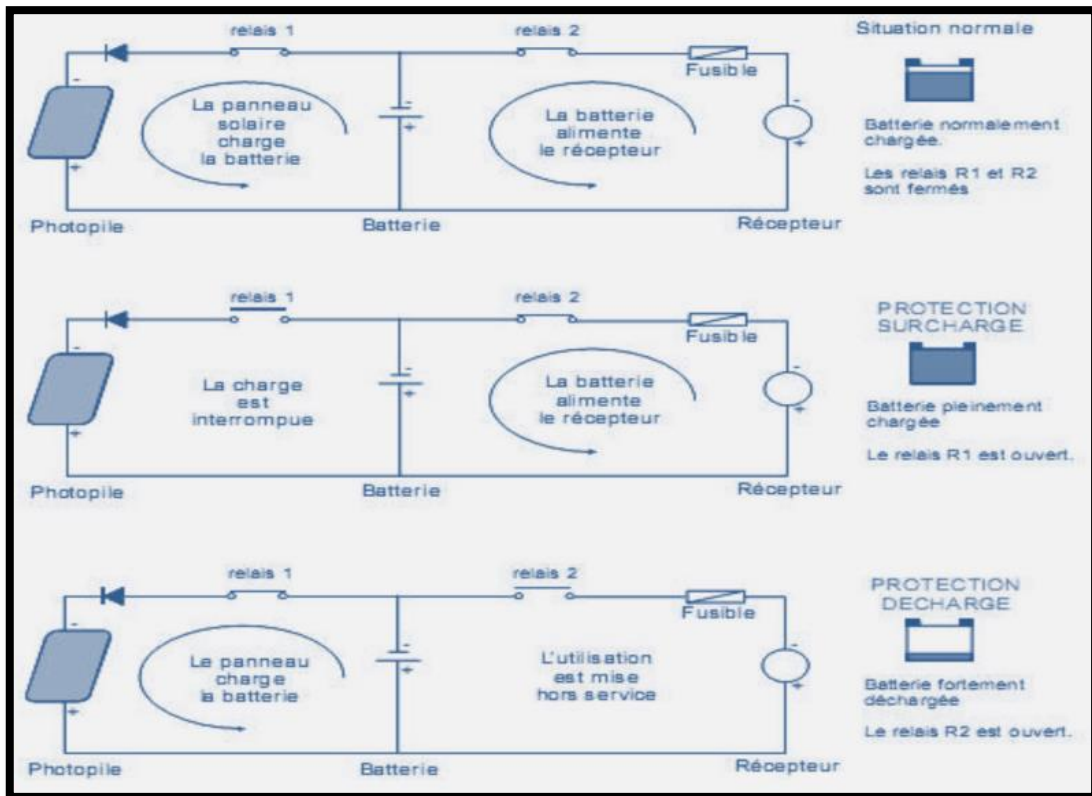 relais 1
relais 2
Fusible
Situation normale
-
La panneau
solaire
charge
la batterie
-
+
La batterie
alimente
le récepteur
-
+
+
Batterie normalement
chargée.
Les relais R1 et R2
sont fermés
Photopile
Batterie
Récepteur
relais 1
relais 2
Fusible
PROTECTION
SURCHARGE
-
La charge
est
interrompue
-
+
La batterie
alimente
le récepteur
-
+
+
Batterie pleinement
chargée
Le relais R1 est ouvert.
Photopile
Batterie
Récepteur
relais 1
relais 2
Fusible
PROTECTION
DECHARGE
-
Le panneau
charge
la batterie
-
+
L'utilisation
est mise
hors service
-
+
+
Batterie fortement
déchargée
Le relais R2 est ouvert.
Photopile
Batterie
Récepteur